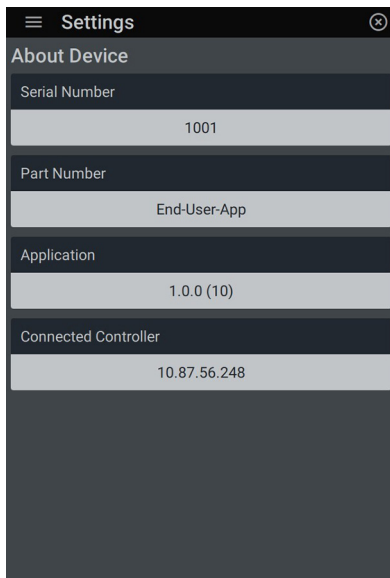 Settings
About Device
Serial Number
1001
Part Number
End-User-App
Application
1.0.0 (10)
Connected Controller
10.87.56.248